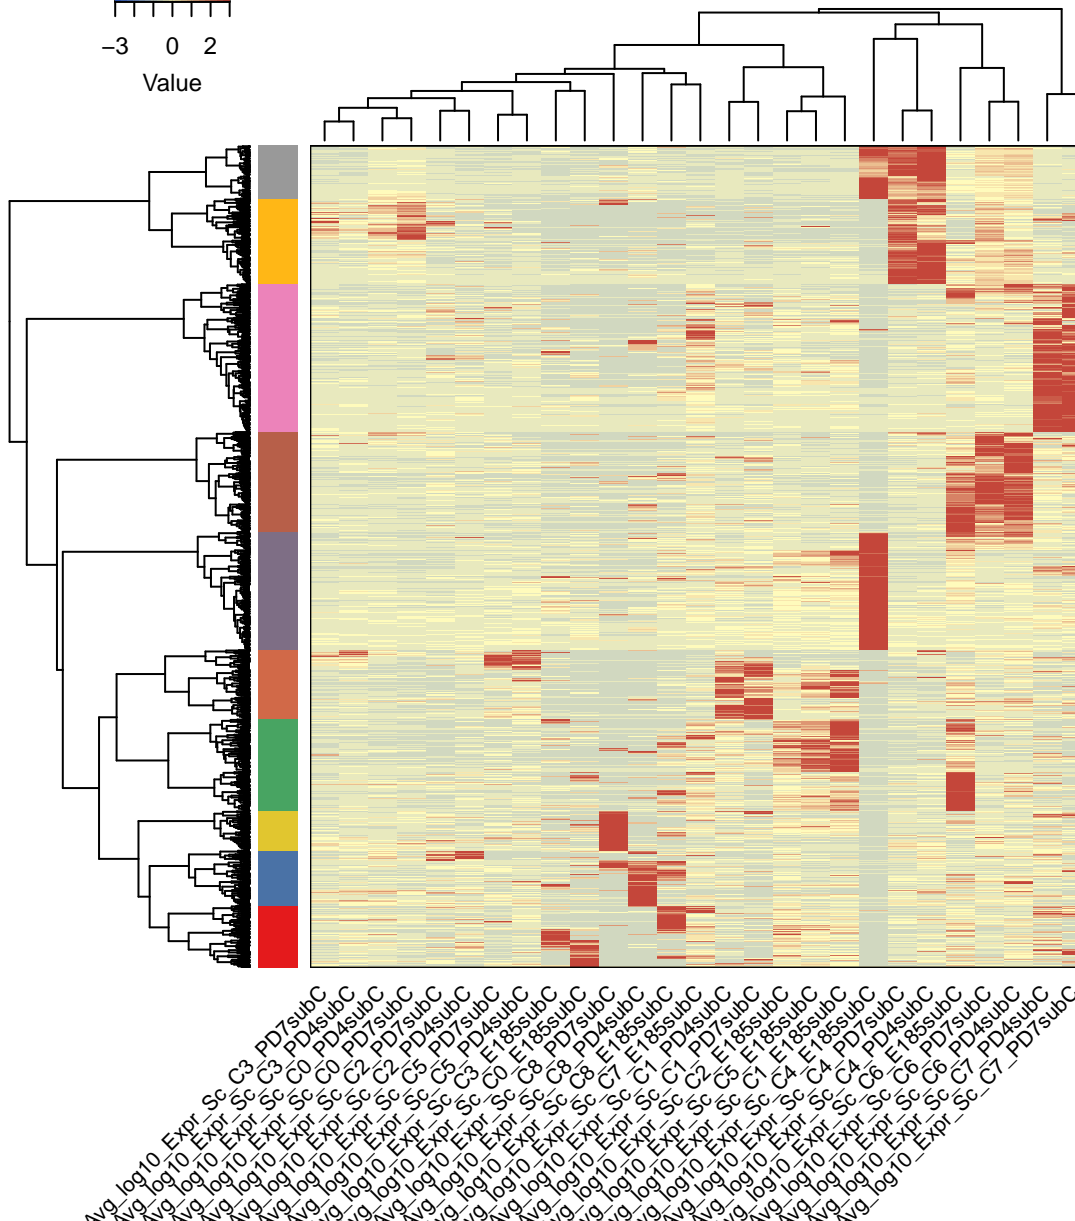 −3 0 2
Value
Avg_log10_Expr_Sc_C3_PD7subC
Avg_log10_Expr_Sc_C3_PD4subC
Avg_log10_Expr_Sc_C0_PD4subC
Avg_log10_Expr_Sc_C0_PD7subC
Avg_log10_Expr_Sc_C2_PD7subC
Avg_log10_Expr_Sc_C2_PD4subC
Avg_log10_Expr_Sc_C5_PD7subC
Avg_log10_Expr_Sc_C5_PD4subC
Avg_log10_Expr_Sc_C3_E185subC
Avg_log10_Expr_Sc_C0_E185subC
Avg_log10_Expr_Sc_C8_PD7subC
Avg_log10_Expr_Sc_C8_PD4subC
Avg_log10_Expr_Sc_C8_E185subC
Avg_log10_Expr_Sc_C7_E185subC
Avg_log10_Expr_Sc_C1_PD4subC
Avg_log10_Expr_Sc_C1_PD7subC
Avg_log10_Expr_Sc_C2_E185subC
Avg_log10_Expr_Sc_C5_E185subC
Avg_log10_Expr_Sc_C1_E185subC
Avg_log10_Expr_Sc_C4_E185subC
Avg_log10_Expr_Sc_C4_PD7subC
Avg_log10_Expr_Sc_C4_PD4subC
Avg_log10_Expr_Sc_C6_E185subC
Avg_log10_Expr_Sc_C6_PD7subC
Avg_log10_Expr_Sc_C6_PD4subC
Avg_log10_Expr_Sc_C7_PD4subC
Avg_log10_Expr_Sc_C7_PD7subC